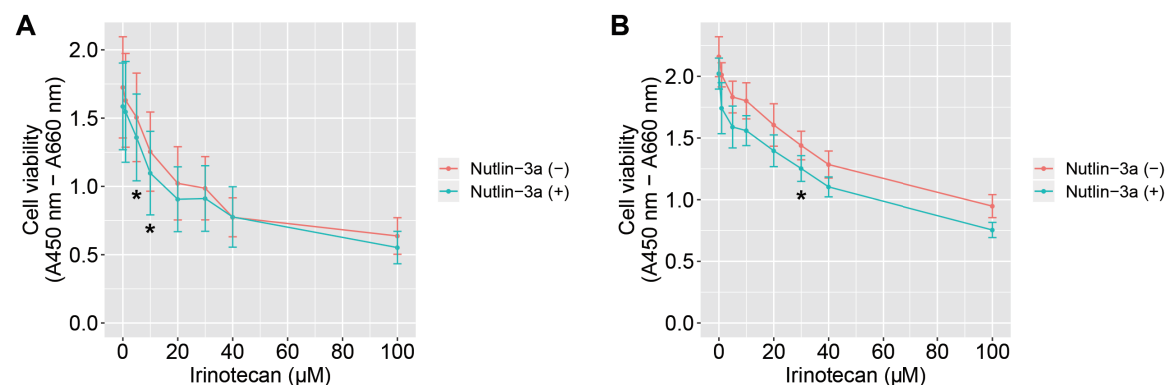 A
Cell viability
(A450 nm − A660 nm)
2.0
1.5
1.0
0.5
0.0
0 20 40 60 80 100
Irinotecan (µM)
*
*
Nutlin−3a (−)
Nutlin−3a (+)
B
Cell viability
(A450 nm − A660 nm)
2.0
1.5
1.0
0.5
0.0
0 20 40 60 80 100
Irinotecan (µM)
*
Nutlin−3a (−)
Nutlin−3a (+)